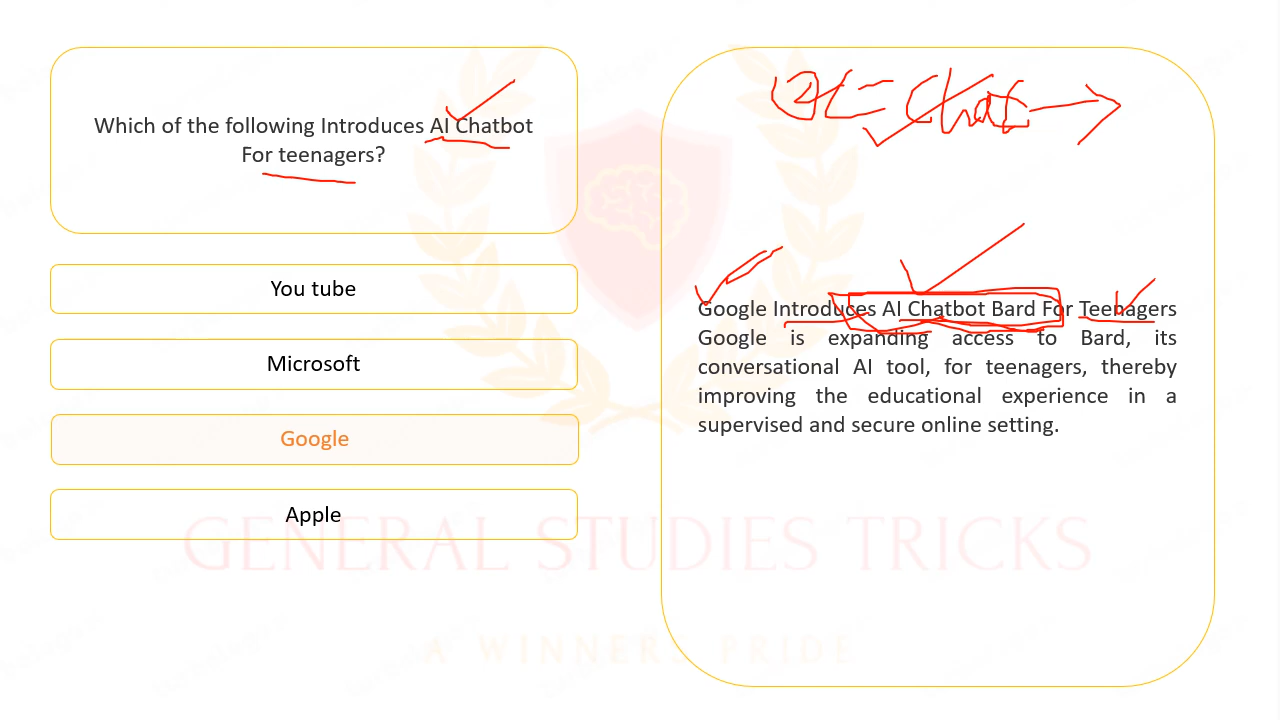 Which of the following Introduces AI Chatbot
For teenagers?
You tube
Microsoft
Google
Apple
Chat
Google Introduces AI Chatbot Bard For Teenagers
Google is expanding access to Bard, its
conversational AI tool, for teenagers, thereby
improving the educational experience in a
supervised and secure online setting.
GENERAL STUDIES TRICKS
A WINNERS PRIDE